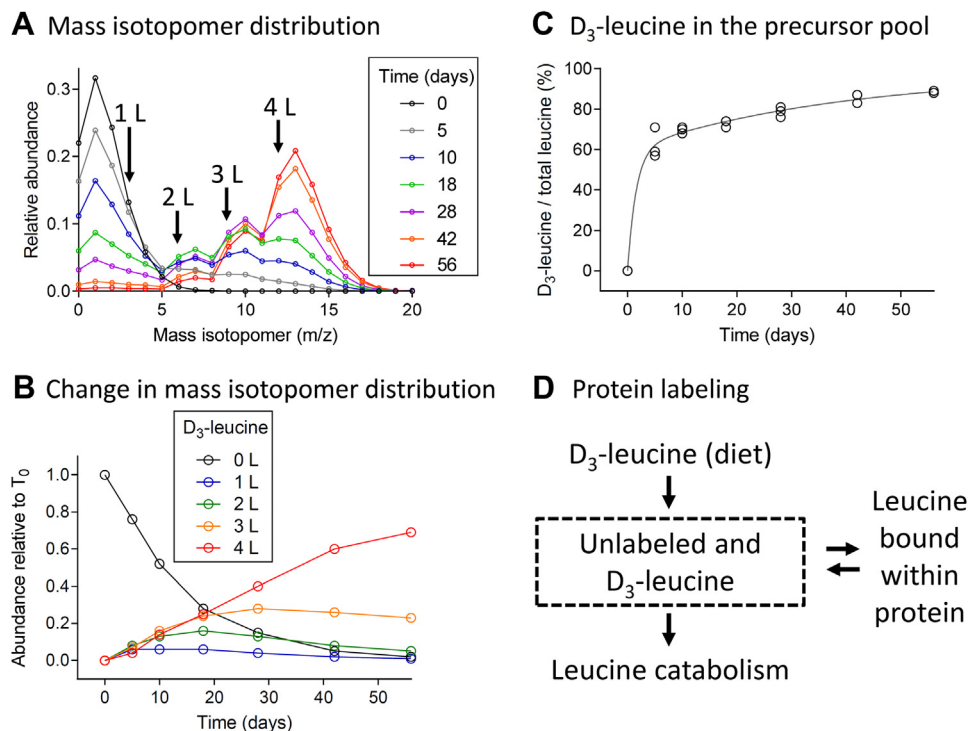 A Mass isotopomer distribution
Relative abundance
0.3
0.2
0.1
0.0
0 5 10 15 20
Mass isotopomer (m/z)
1 L
2 L
3 L
4 L
Time (days)
0
5
10
18
28
42
56
B Change in mass isotopomer distribution
D₃-leucine
0 L
1 L
2 L
3 L
4 L
Abundance relative to T₀
1.0
0.8
0.6
0.4
0.2
0.0
0 10 20 30 40 50
Time (days)
C D₃-leucine in the precursor pool
D₃-leucine / total leucine (%)
100
80
60
40
20
0
0 10 20 30 40 50
Time (days)
D Protein labeling
D₃-leucine (diet)
Unlabeled and
D₃-leucine
Leucine catabolism
Leucine
bound
within
protein